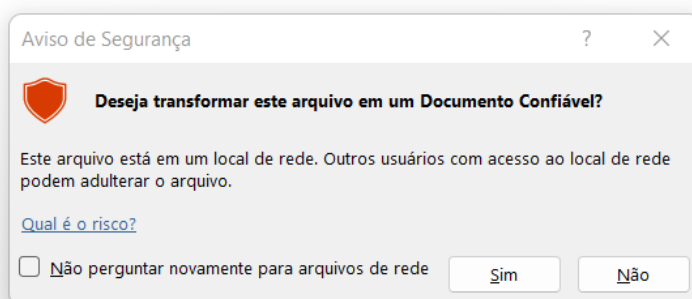 Aviso de Segurança ?
Deseja transformar este arquivo em um Documento Confiável?
Este arquivo está em um local de rede. Outros usuários com acesso ao local de rede
podem adulterar o arquivo.
Qual é o risco?
Não perguntar novamente para arquivos de rede Sim Não